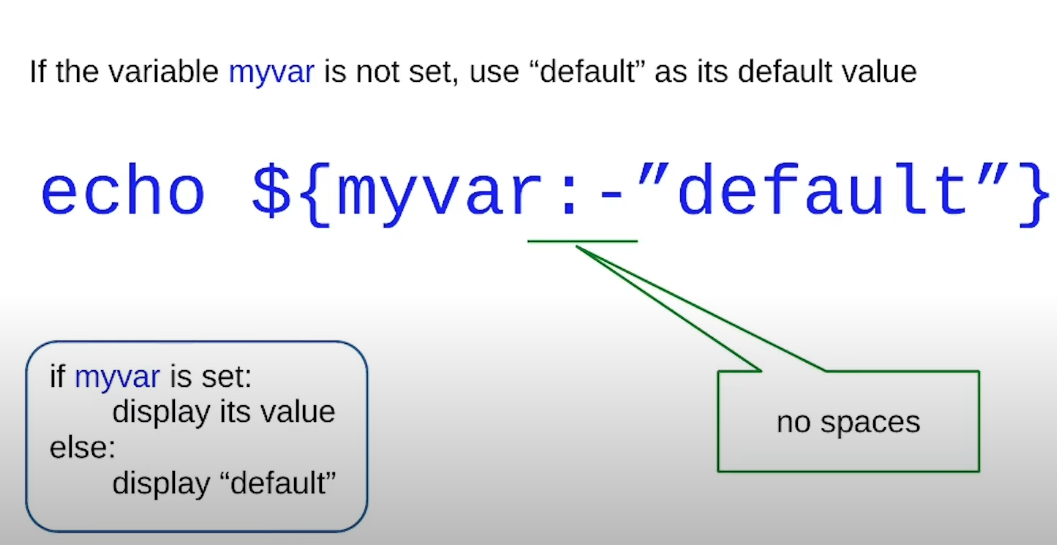 If the variable myvar is not set, use “default” as its default value
echo ${myvar:-”default”}
if myvar is set:
display its value
else:
display “default”
no spaces